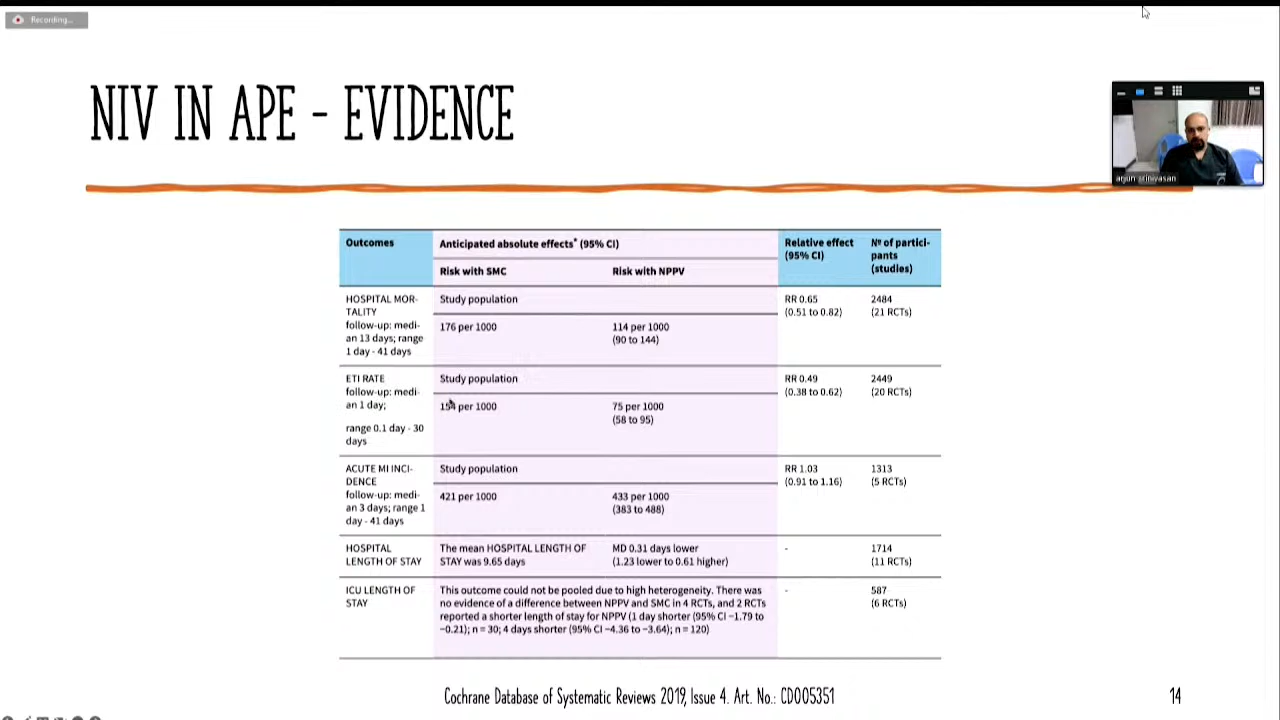 Recording...
NIV IN APE - EVIDENCE
arjun srinivasan
Outcomes
Anticipated absolute effects* (95% CI)
Relative effect
(95% CI)
№ of partici-
pants
(studies)
Risk with SMC
Risk with NPPV
HOSPITAL MOR-
TALITY
follow-up: medi-
an 13 days; range
1 day - 41 days
Study population
176 per 1000
114 per 1000
(90 to 144)
RR 0.65
(0.51 to 0.82)
2484
(21 RCTs)
ETI RATE
follow-up: medi-
an 1 day;
range 0.1 day - 30
days
Study population
154 per 1000
75 per 1000
(58 to 95)
RR 0.49
(0.38 to 0.62)
2449
(20 RCTs)
ACUTE MI INCI-
DENCE
follow-up: medi-
an 3 days; range 1
day - 41 days
Study population
421 per 1000
433 per 1000
(383 to 488)
RR 1.03
(0.91 to 1.16)
1313
(5 RCTs)
HOSPITAL
LENGTH OF STAY
The mean HOSPITAL LENGTH OF
STAY was 9.65 days
MD 0.31 days lower
(1.23 lower to 0.61 higher)
-
1714
(11 RCTs)
ICU LENGTH OF
STAY
This outcome could not be pooled due to high heterogeneity. There was
no evidence of a difference between NPPV and SMC in 4 RCTs, and 2 RCTs
reported a shorter length of stay for NPPV (1 day shorter (95% CI −1.79 to
−0.21); n = 30; 4 days shorter (95% CI −4.36 to −3.64); n = 120)
-
587
(6 RCTs)
Cochrane Database of Systematic Reviews 2019, Issue 4. Art. No.: CD005351
14